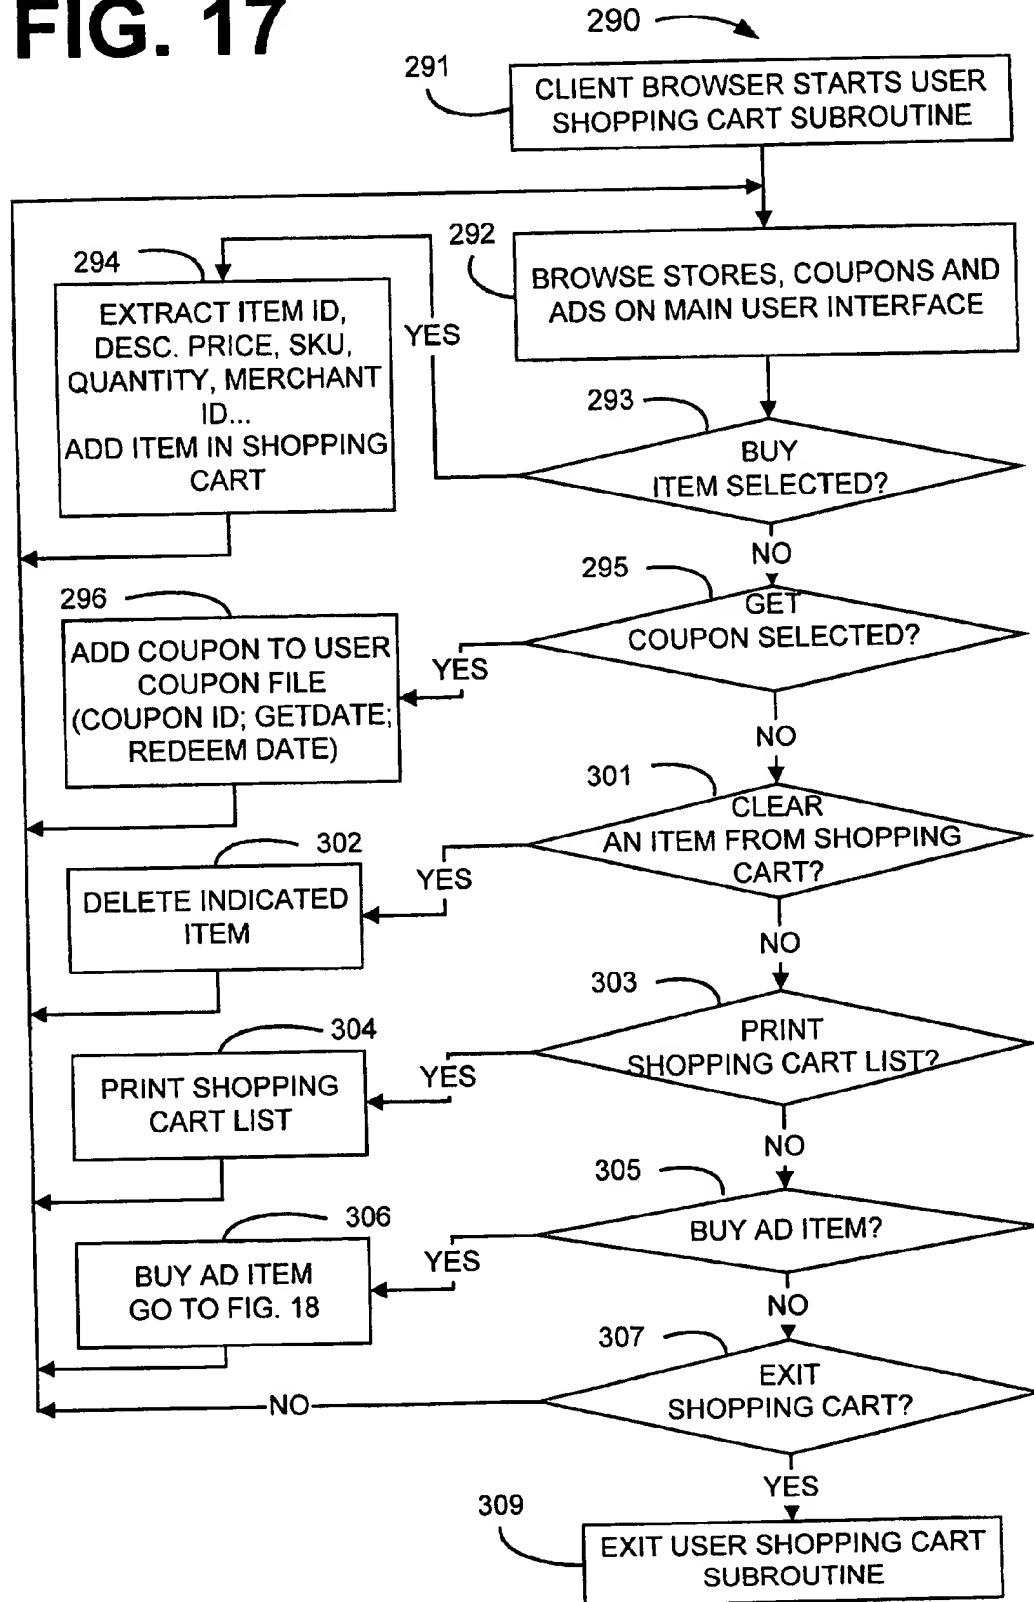 FIG. 17
290
291
CLIENT BROWSER STARTS USER
SHOPPING CART SUBROUTINE
292
BROWSE STORES, COUPONS AND
ADS ON MAIN USER INTERFACE
294
EXTRACT ITEM ID,
DESC. PRICE, SKU,
QUANTITY, MERCHANT
ID...
ADD ITEM IN SHOPPING
CART
YES
293
BUY
ITEM SELECTED?
NO
295
GET
COUPON SELECTED?
296
ADD COUPON TO USER
COUPON FILE
(COUPON ID; GETDATE;
REDEEM DATE)
YES
NO
301
CLEAR
AN ITEM FROM SHOPPING
CART?
302
DELETE INDICATED
ITEM
YES
NO
303
PRINT
SHOPPING CART LIST?
304
PRINT SHOPPING
CART LIST
YES
NO
305
BUY AD ITEM?
306
BUY AD ITEM
GO TO FIG. 18
YES
NO
307
EXIT
SHOPPING CART?
NO
YES
309
EXIT USER SHOPPING CART
SUBROUTINE